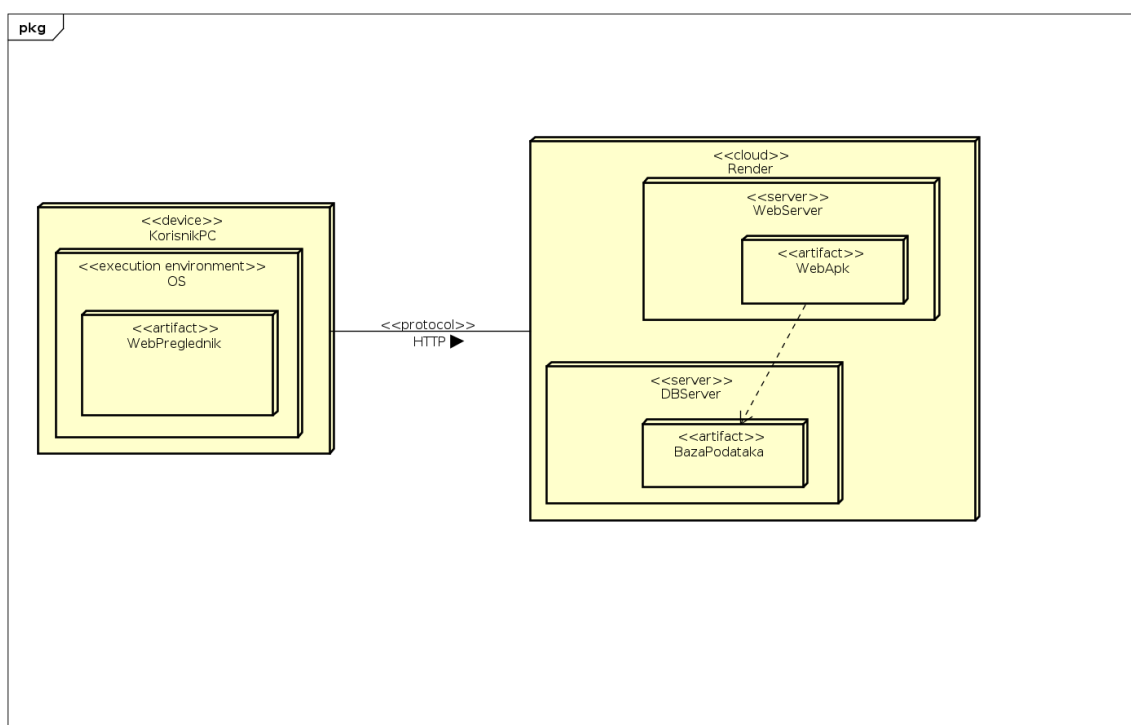 pkg
<<device>>
KorisnikPC
<<execution environment>>
OS
<<artifact>>
WebPreglednik
<<protocol>>
HTTP ▶
<<cloud>>
Render
<<server>>
WebServer
<<artifact>>
WebApk
<<server>>
DBServer
<<artifact>>
BazaPodataka